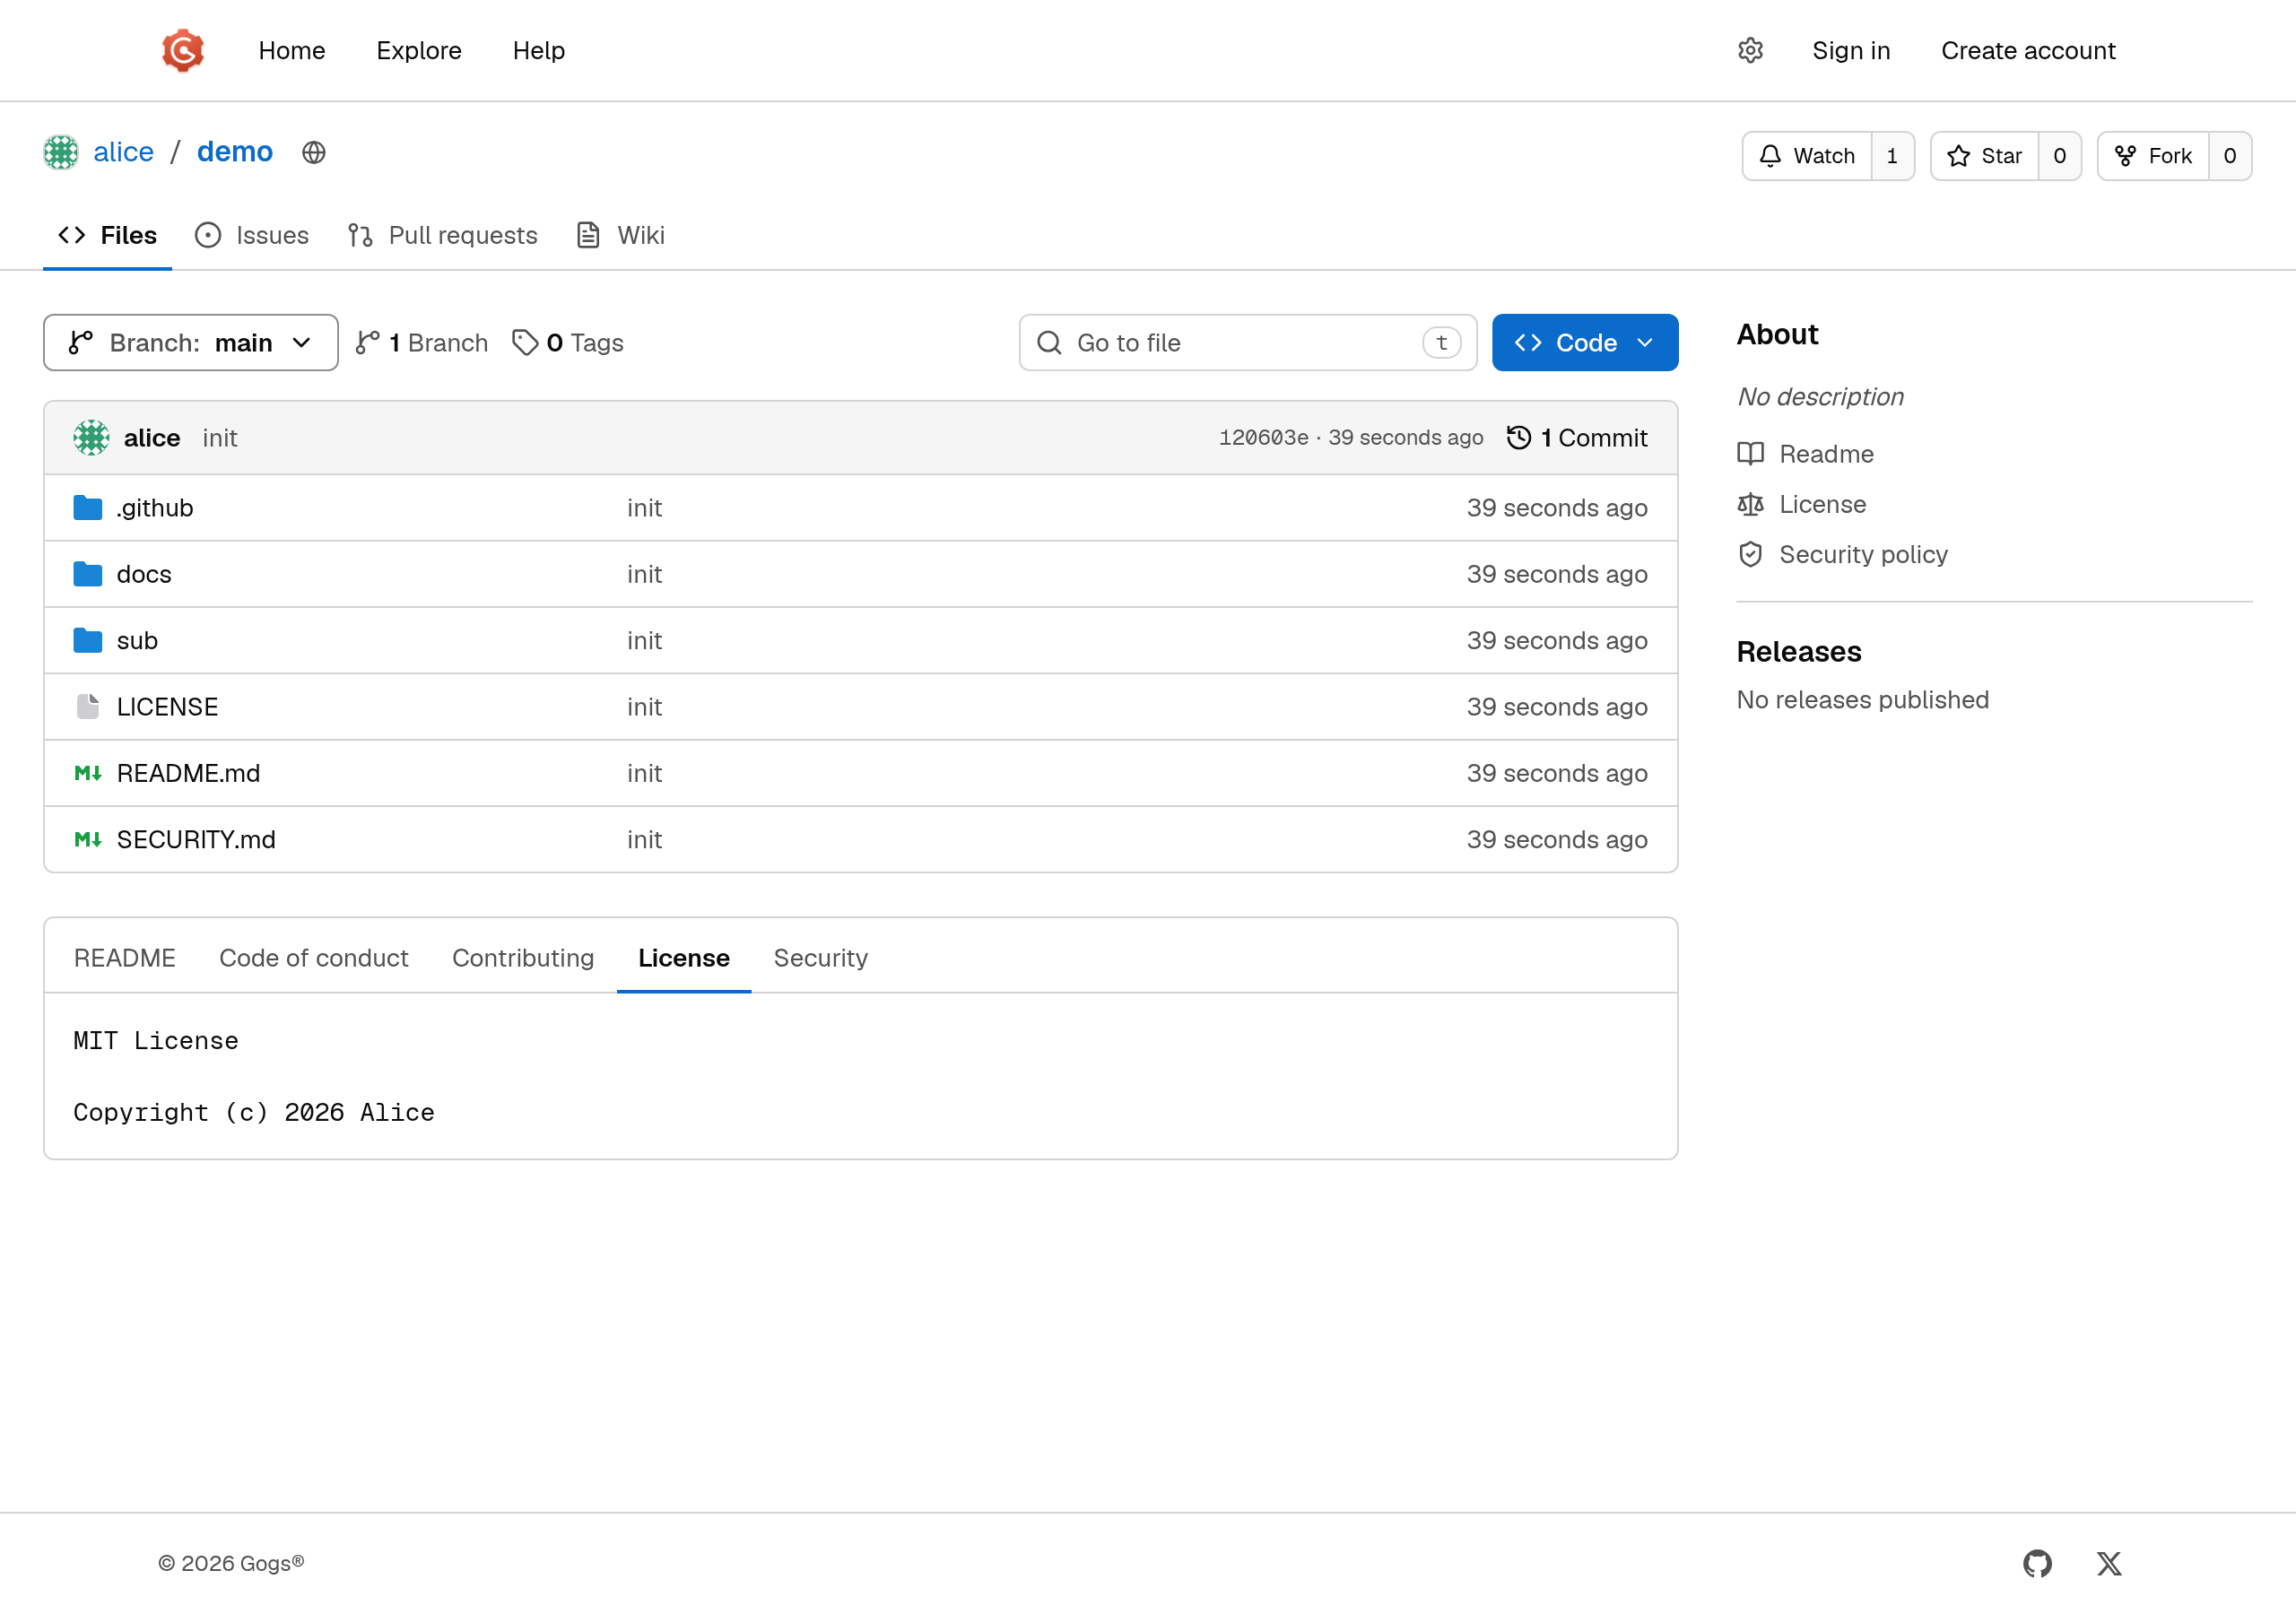 Home Explore Help Sign in Create account
alice / demo Watch 1 Star 0 Fork 0
Files Issues Pull requests Wiki
Branch: main 1 Branch 0 Tags Go to file t Code
alice init 120603e · 39 seconds ago 1 Commit
.github init 39 seconds ago
docs init 39 seconds ago
sub init 39 seconds ago
LICENSE init 39 seconds ago
README.md init 39 seconds ago
SECURITY.md init 39 seconds ago
README Code of conduct Contributing License Security
MIT License
Copyright (c) 2026 Alice
About
No description
Readme
License
Security policy
Releases
No releases published
© 2026 Gogs®